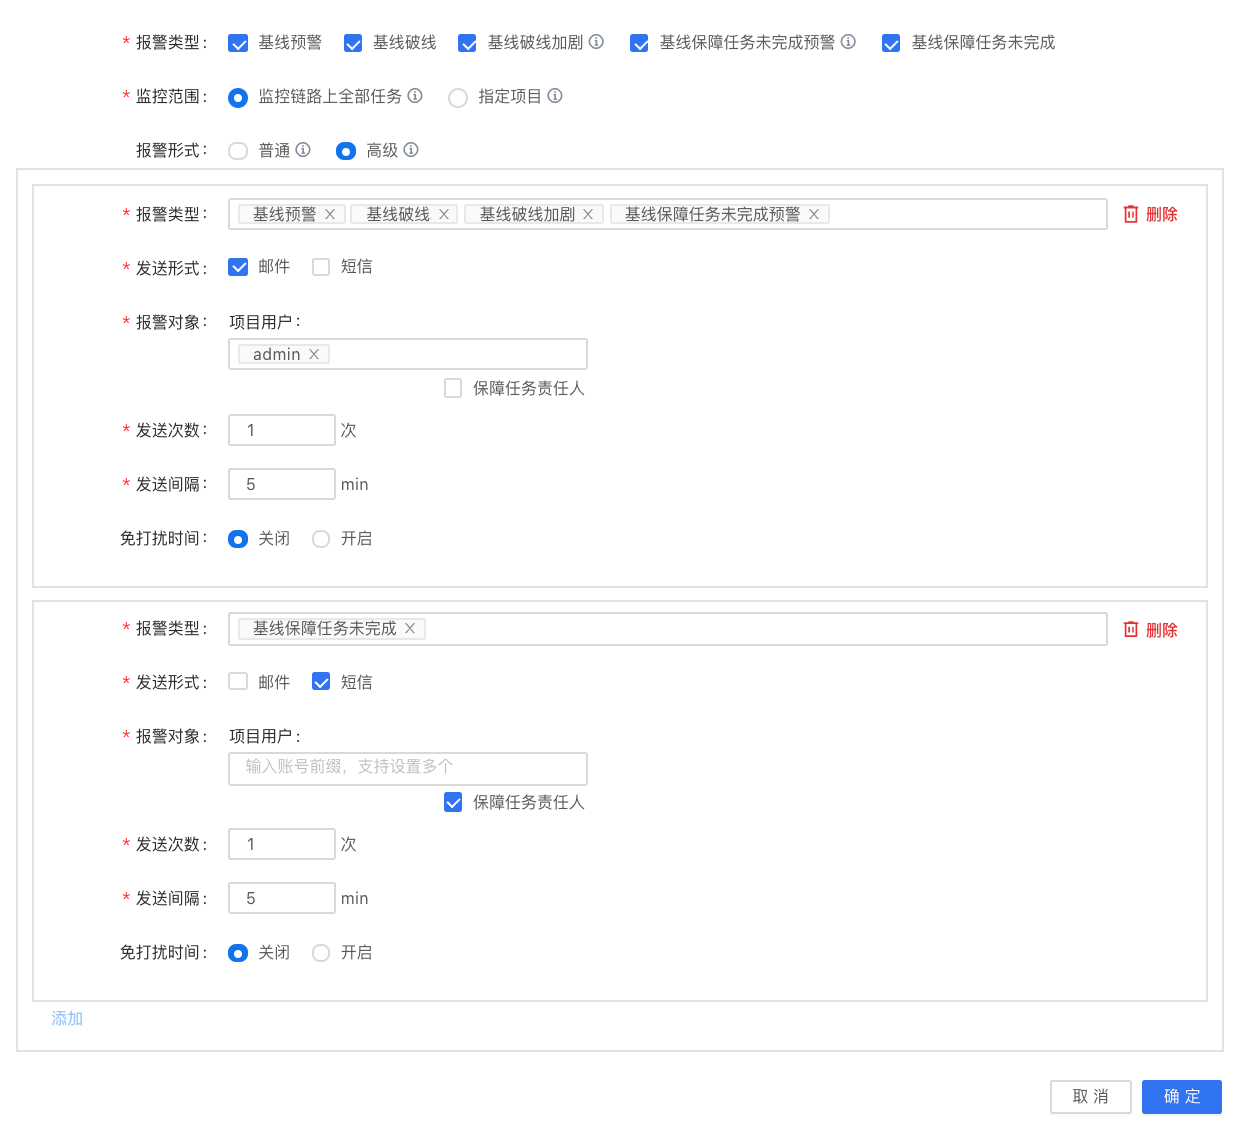 * 报警类型： 基线预警 基线破线 基线破线加剧 基线保障任务未完成预警 基线保障任务未完成
* 监控范围： 监控链路上全部任务 指定项目
报警形式： 普通 高级
* 报警类型： 基线预警 X 基线破线 X 基线破线加剧 X 基线保障任务未完成预警 X 删除
* 发送形式： 邮件 短信
* 报警对象： 项目用户：
admin X
保障任务责任人
* 发送次数： 1 次
* 发送间隔： 5 min
免打扰时间： 关闭 开启
* 报警类型： 基线保障任务未完成 X 删除
* 发送形式： 邮件 短信
* 报警对象： 项目用户：
输入账号前缀，支持设置多个
保障任务责任人
* 发送次数： 1 次
* 发送间隔： 5 min
免打扰时间： 关闭 开启
添加
取 消 确 定